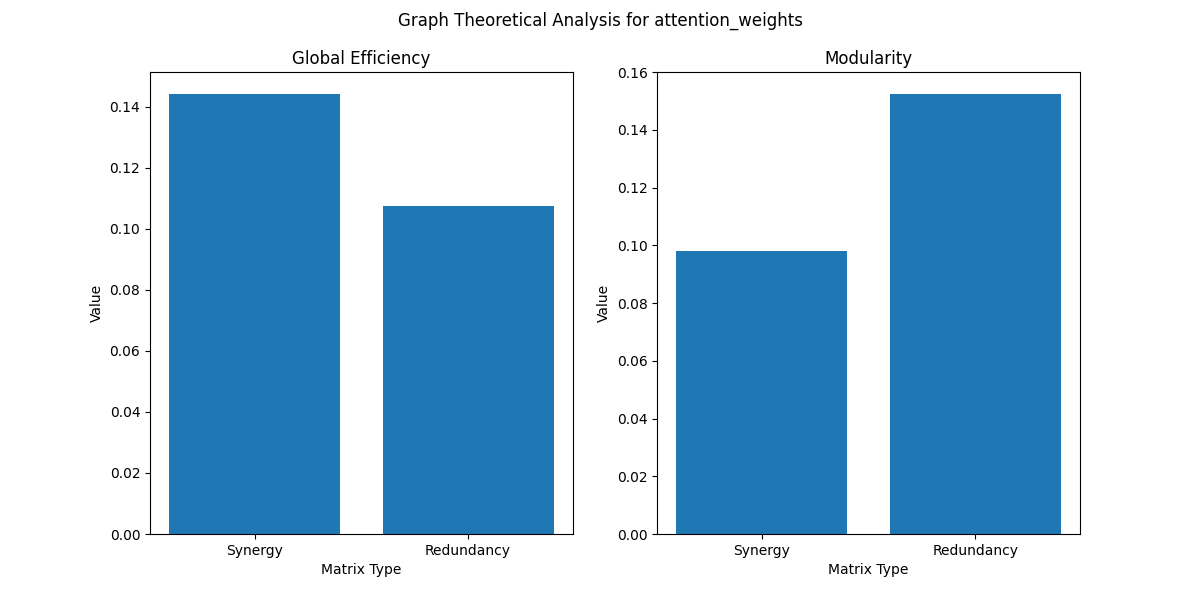 Graph Theoretical Analysis for attention_weights
Global Efficiency
0.14
0.12
0.10
0.08
0.06
0.04
0.02
0.00
Value
Synergy
Redundancy
Matrix Type
Modularity
0.16
0.14
0.12
0.10
0.08
0.06
0.04
0.02
0.00
Value
Synergy
Redundancy
Matrix Type